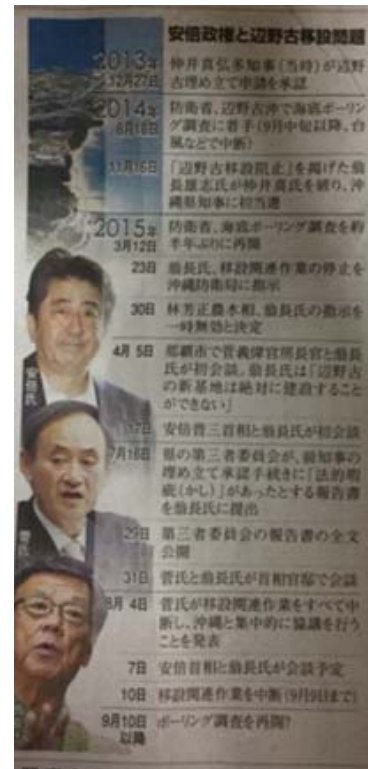 安倍政権と辺野古移設問題
2013年
12月27日
仲井真弘多知事(当時)が辺野
古埋め立て申請を承認
2014年
8月18日
防衛省、辺野古沖で海底ボーリン
グ調査に着手(9月中旬以降、台
風などで中断)
11月16日
「辺野古移設阻止」を掲げた翁
長雄志氏が仲井真氏を破り、沖
縄県知事に初当選
2015年
3月12日
防衛省、海底ボーリング調査を約
半年ぶりに再開
23日
翁長氏、移設関連作業の停止を
沖縄防衛局に指示
30日
林芳正農水相、翁長氏の指示を
一時無効と決定
4月 5日
那覇市で菅義偉官房長官と翁長
氏が初会談。翁長氏は「辺野古
の新基地は絶対に建設すること
ができない」
17日
安倍晋三首相と翁長氏が初会談
7月16日
県の第三者委員会が、前知事の
埋め立て承認手続きに「法的瑕
疵(かし)」があったとする報告書
を翁長氏に提出
29日
第三者委員会の報告書の全文
公開
31日
菅氏と翁長氏が首相官邸で会談
8月 4日
菅氏が移設関連作業をすべて中
断し、沖縄と集中的に協議を行う
ことを発表
7日
安倍首相と翁長氏が会談予定
10日
移設関連作業を中断(9月9日まで)
9月10日
以降
ボーリング調査を再開?
安倍氏
菅氏